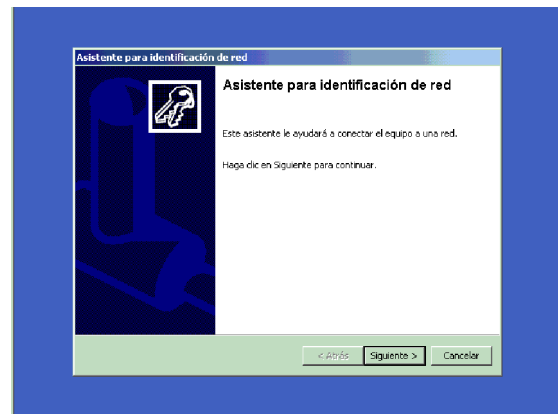 Asistente para identificación de red
Asistente para identificación de red
Este asistente le ayudará a conectar el equipo a una red.
Haga clic en Siguiente para continuar.
< Atrás Siguiente > Cancelar